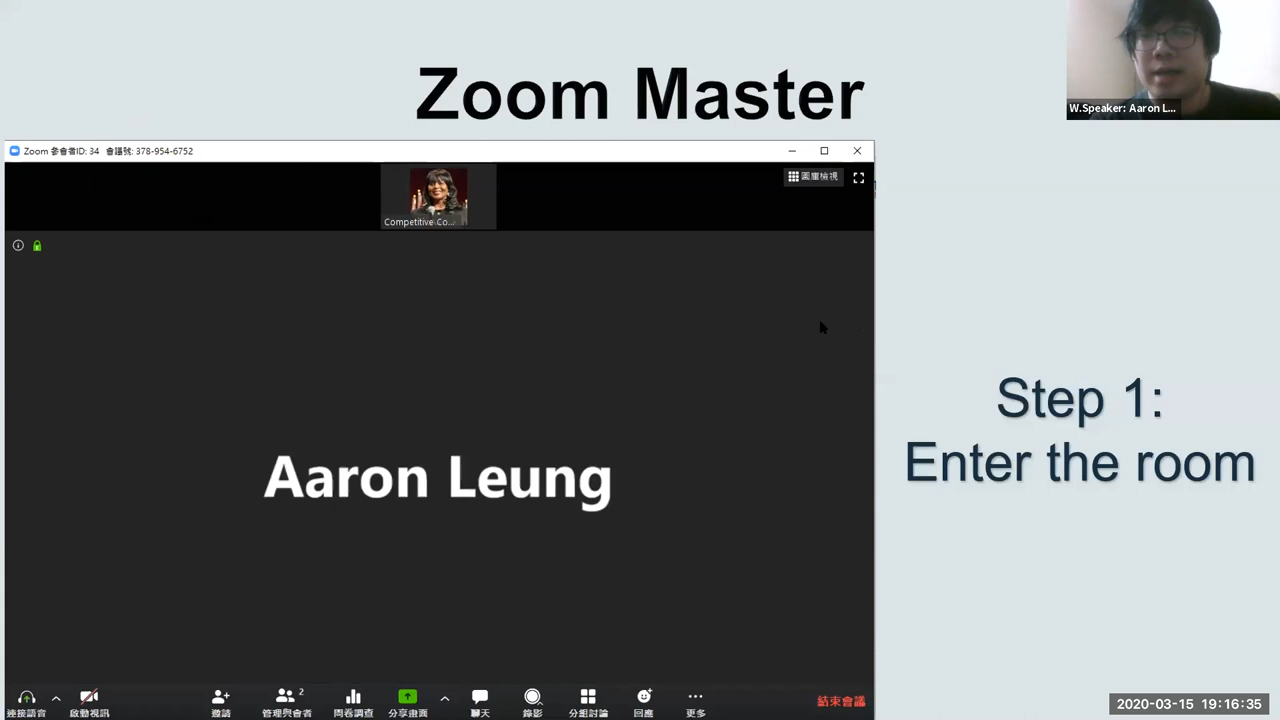 Zoom Master
W.Speaker: Aaron L...
Zoom 參會者ID: 34 會議號: 378-954-6752
圖庫檢視
Competitive Co...
Aaron Leung
Step 1:
Enter the room
2
連接語音
啟動視訊
邀請
管理與會者
問卷調查
分享畫面
聊天
錄影
分組討論
回應
更多
結束會議
2020-03-15 19:16:35